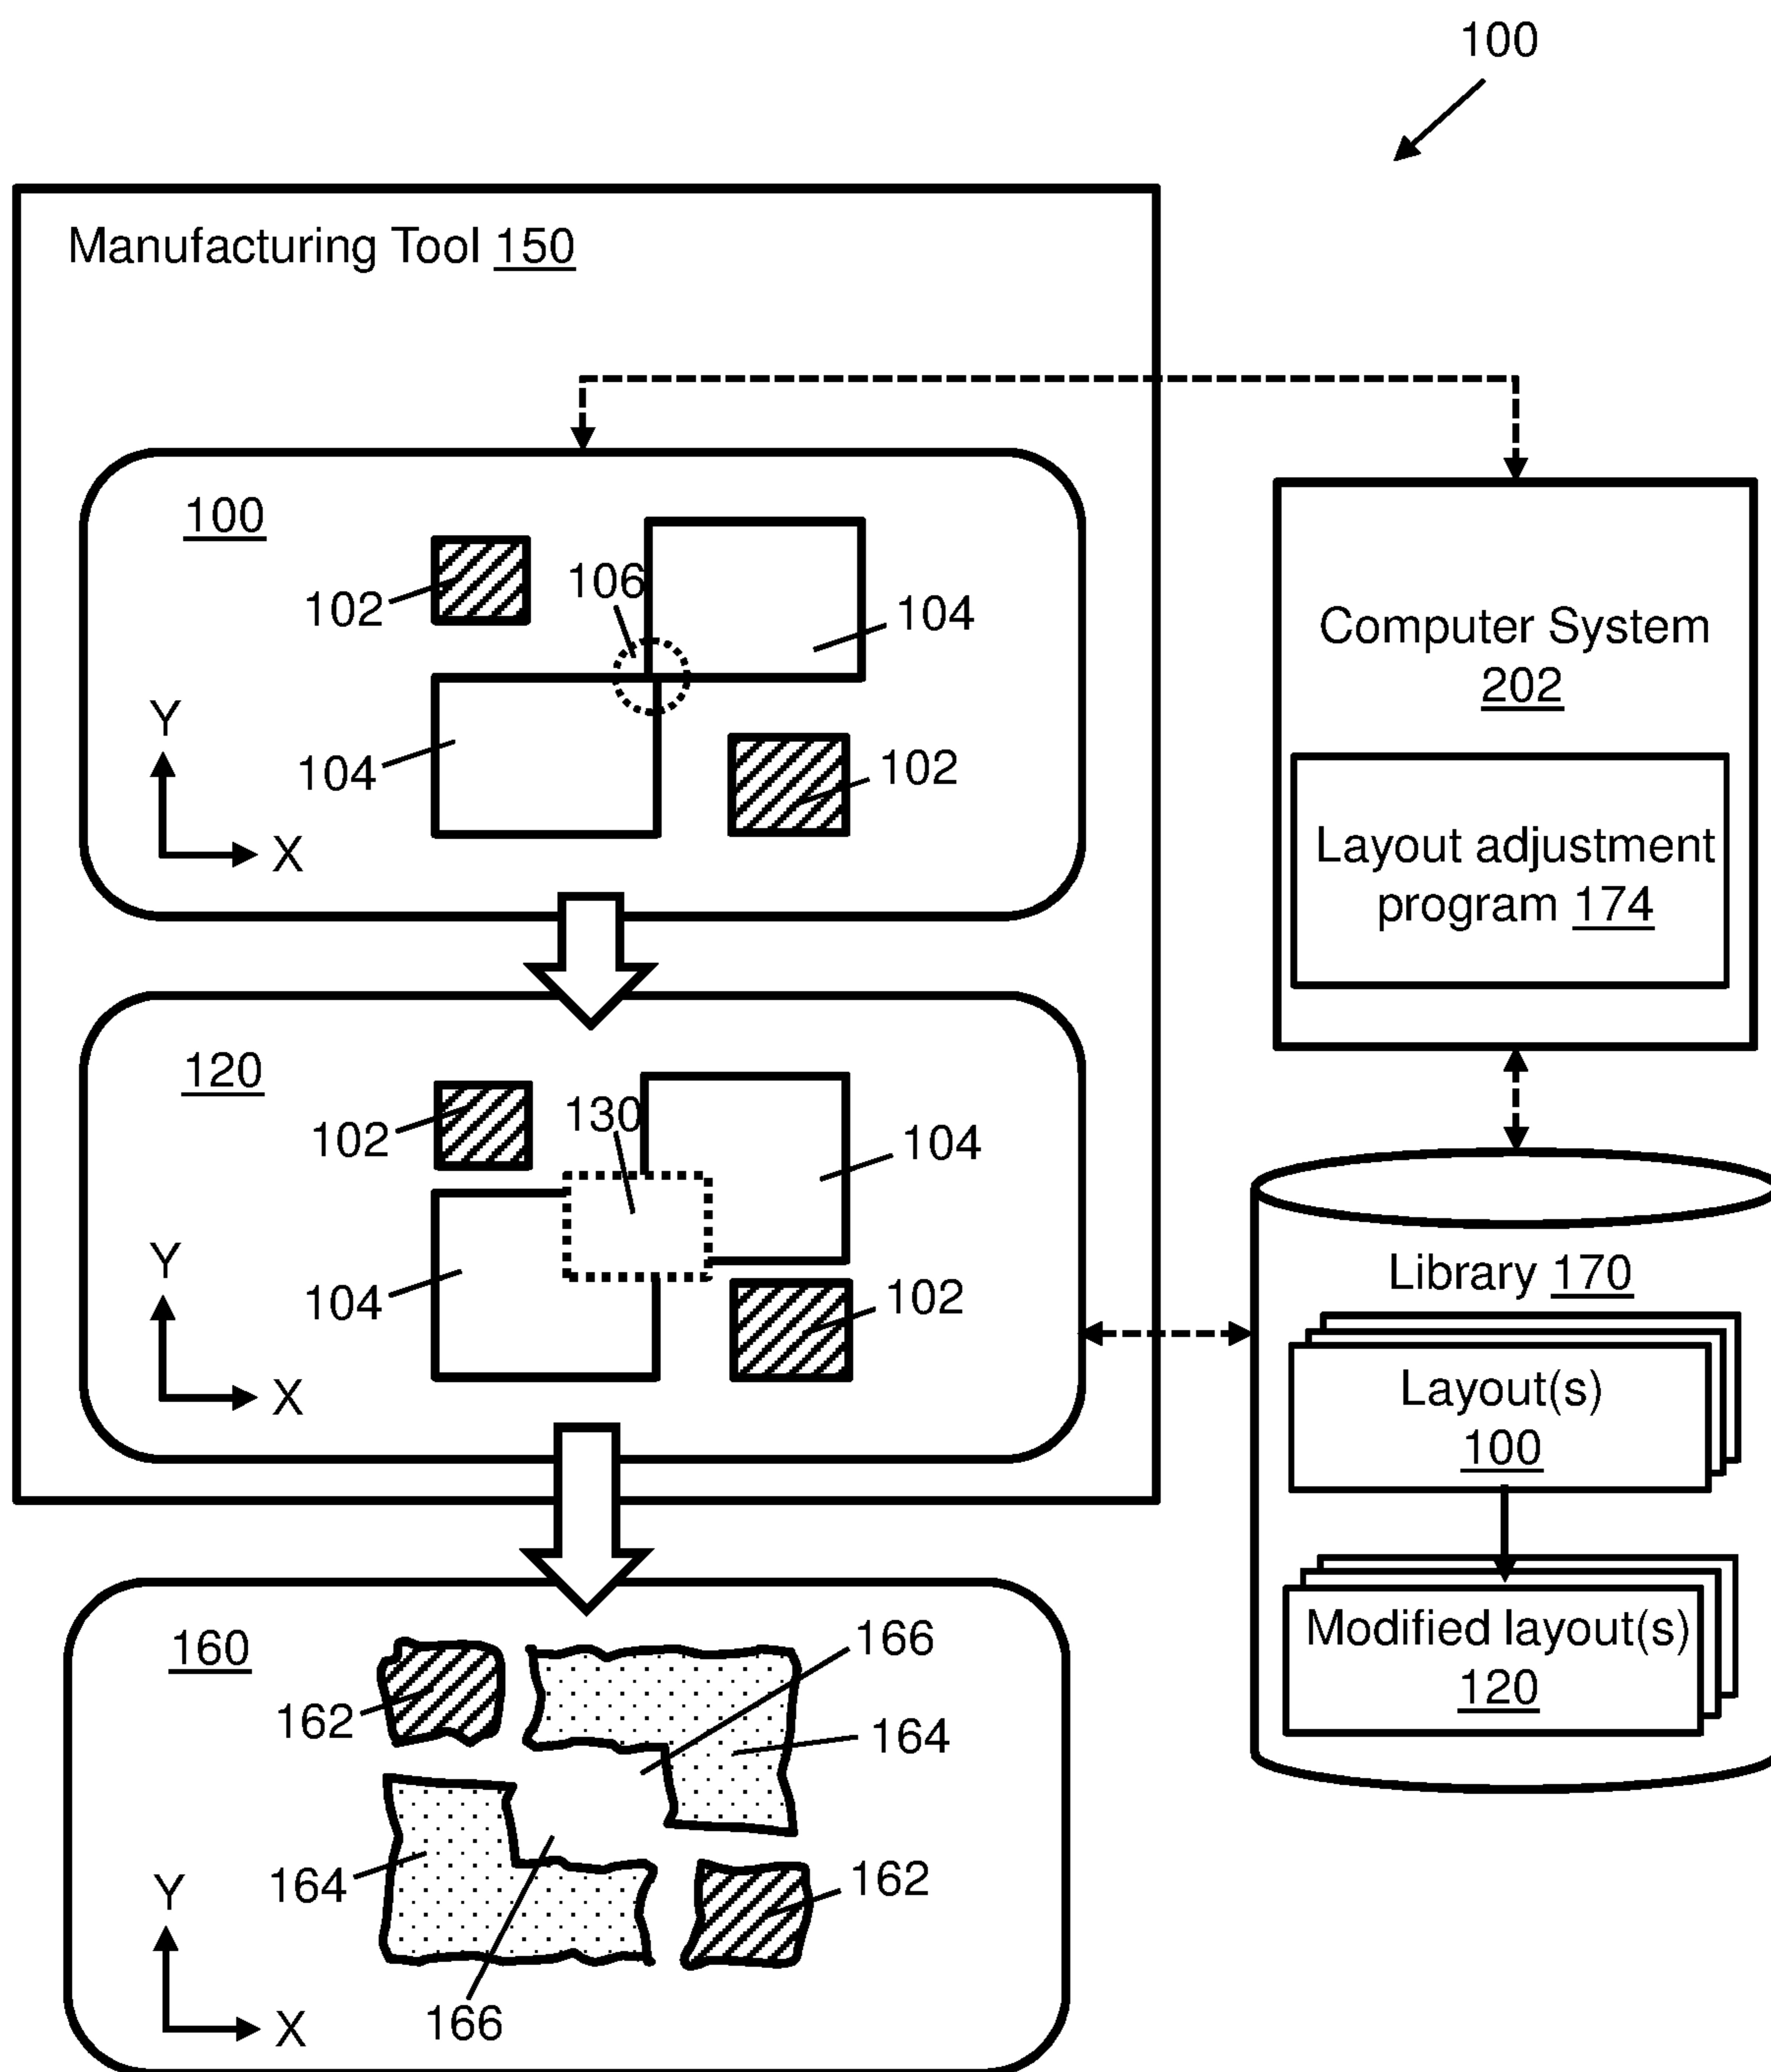 100
Manufacturing Tool 150
100
102
106
104
104
102
Y
X
Computer System
202
Layout adjustment
program 174
120
102
130
104
104
102
Y
X
Library 170
Layout(s)
100
Modified layout(s)
120
160
162
166
164
164
162
166
Y
X